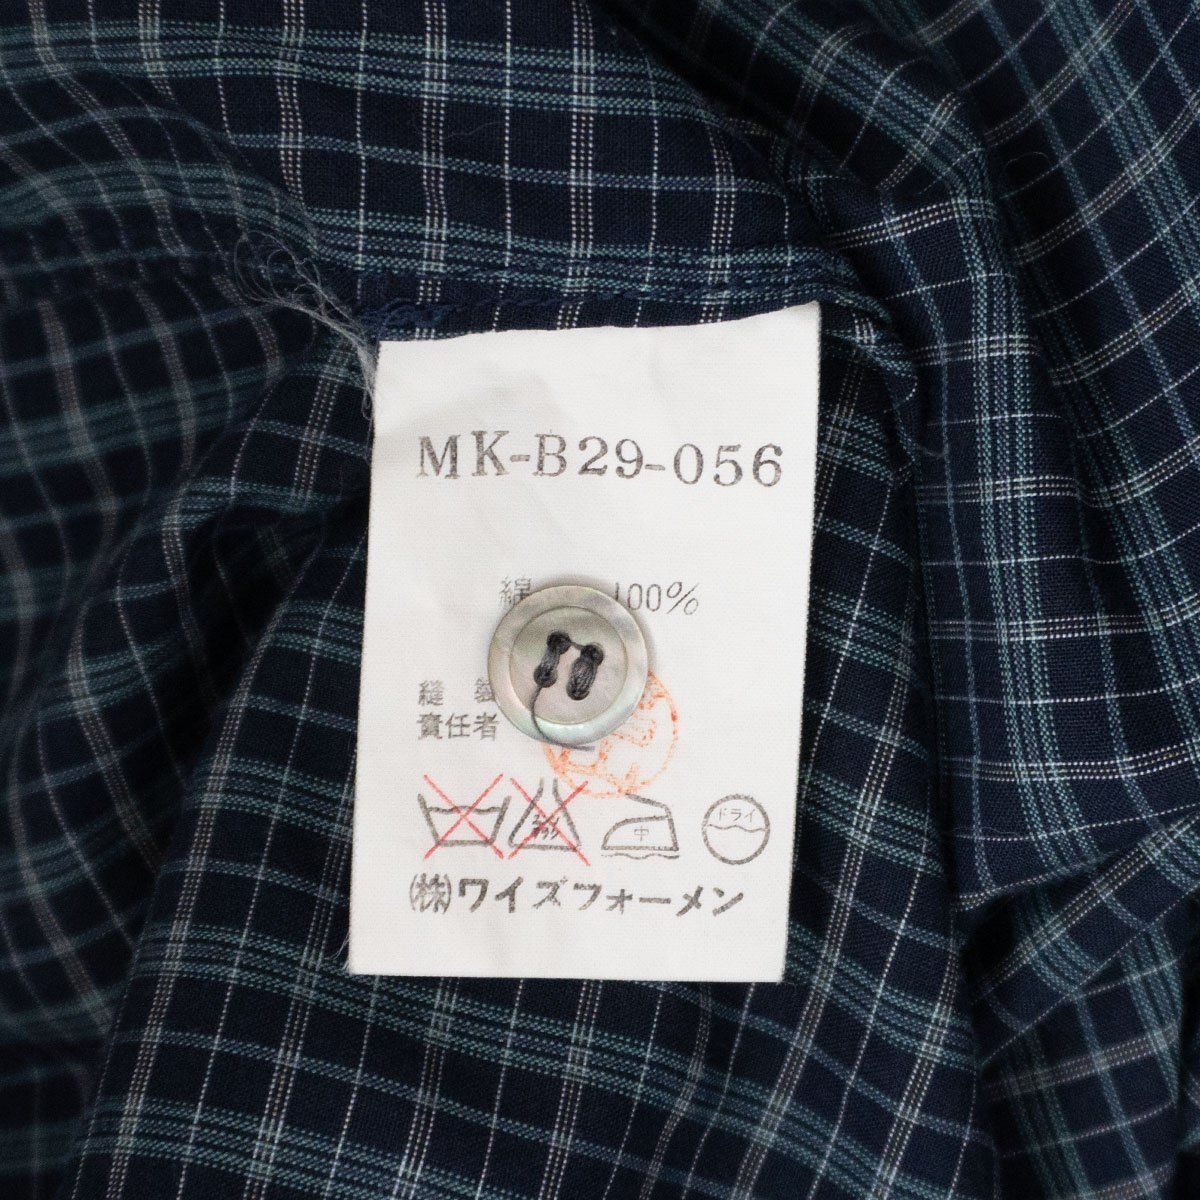 MK-B29-056
綿 100%
縫
責任者
中 ドライ
㈱ワイズフォーメン